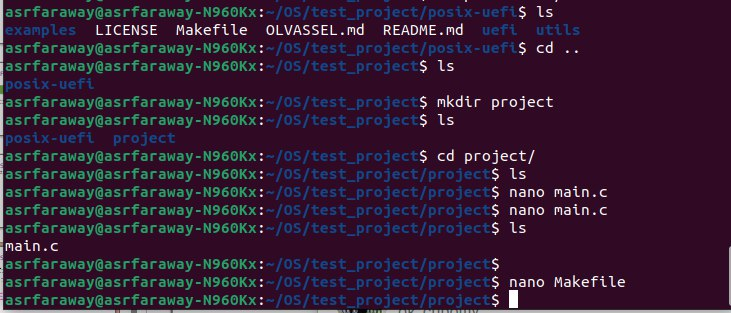 asrfaraway@asrfaraway-N960Kx:~/OS/test_project/posix-uefi$ ls
examples LICENSE Makefile OLVASSEL.md README.md uefi utils
asrfaraway@asrfaraway-N960Kx:~/OS/test_project/posix-uefi$ cd ..
asrfaraway@asrfaraway-N960Kx:~/OS/test_project$ ls
posix-uefi
asrfaraway@asrfaraway-N960Kx:~/OS/test_project$ mkdir project
asrfaraway@asrfaraway-N960Kx:~/OS/test_project$ ls
posix-uefi project
asrfaraway@asrfaraway-N960Kx:~/OS/test_project$ cd project/
asrfaraway@asrfaraway-N960Kx:~/OS/test_project/project$ ls
asrfaraway@asrfaraway-N960Kx:~/OS/test_project/project$ nano main.c
asrfaraway@asrfaraway-N960Kx:~/OS/test_project/project$ nano main.c
asrfaraway@asrfaraway-N960Kx:~/OS/test_project/project$ ls
main.c
asrfaraway@asrfaraway-N960Kx:~/OS/test_project/project$
asrfaraway@asrfaraway-N960Kx:~/OS/test_project/project$ nano Makefile
asrfaraway@asrfaraway-N960Kx:~/OS/test_project/project$